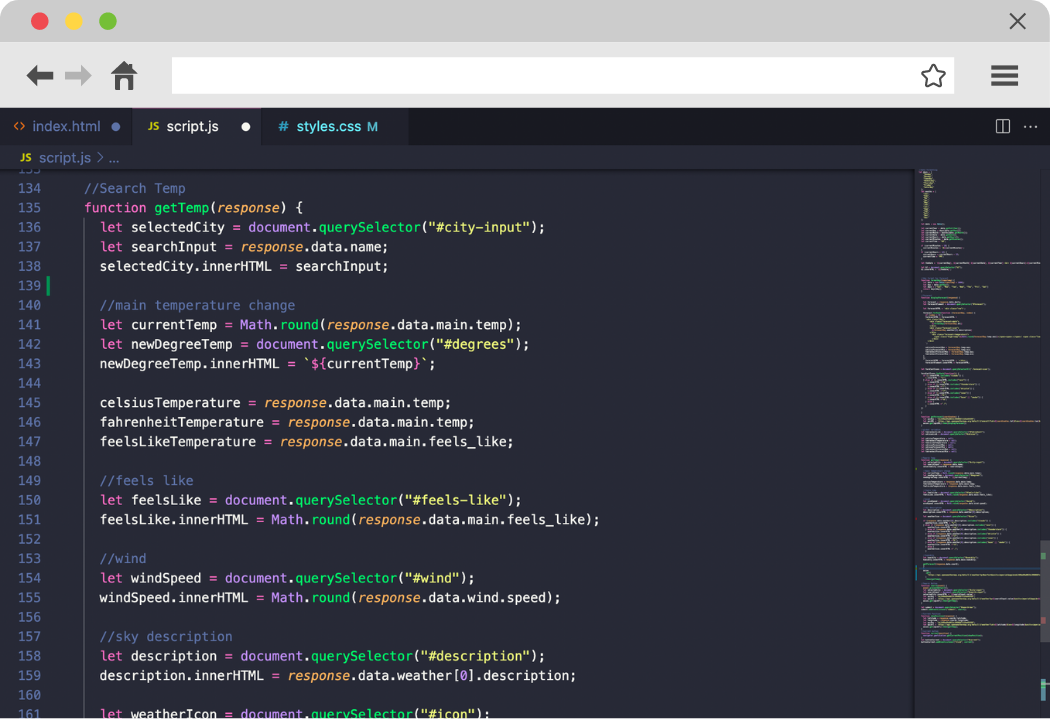 index.html
JS script.js
# styles.css M
JS script.js > ...
134 //Search Temp
135 function getTemp(response) {
136 let selectedCity = document.querySelector("#city-input");
137 let searchInput = response.data.name;
138 selectedCity.innerHTML = searchInput;
139
140 //main temperature change
141 let currentTemp = Math.round(response.data.main.temp);
142 let newDegreeTemp = document.querySelector("#degrees");
143 newDegreeTemp.innerHTML = `${currentTemp}`;
144
145 celsiusTemperature = response.data.main.temp;
146 fahrenheitTemperature = response.data.main.temp;
147 feelsLikeTemperature = response.data.main.feels_like;
148
149 //feels like
150 let feelsLike = document.querySelector("#feels-like");
151 feelsLike.innerHTML = Math.round(response.data.main.feels_like);
152
153 //wind
154 let windSpeed = document.querySelector("#wind");
155 windSpeed.innerHTML = Math.round(response.data.wind.speed);
156
157 //sky description
158 let description = document.querySelector("#description");
159 description.innerHTML = response.data.weather[0].description;
160
161 let weatherIcon = document.querySelector("#icon");